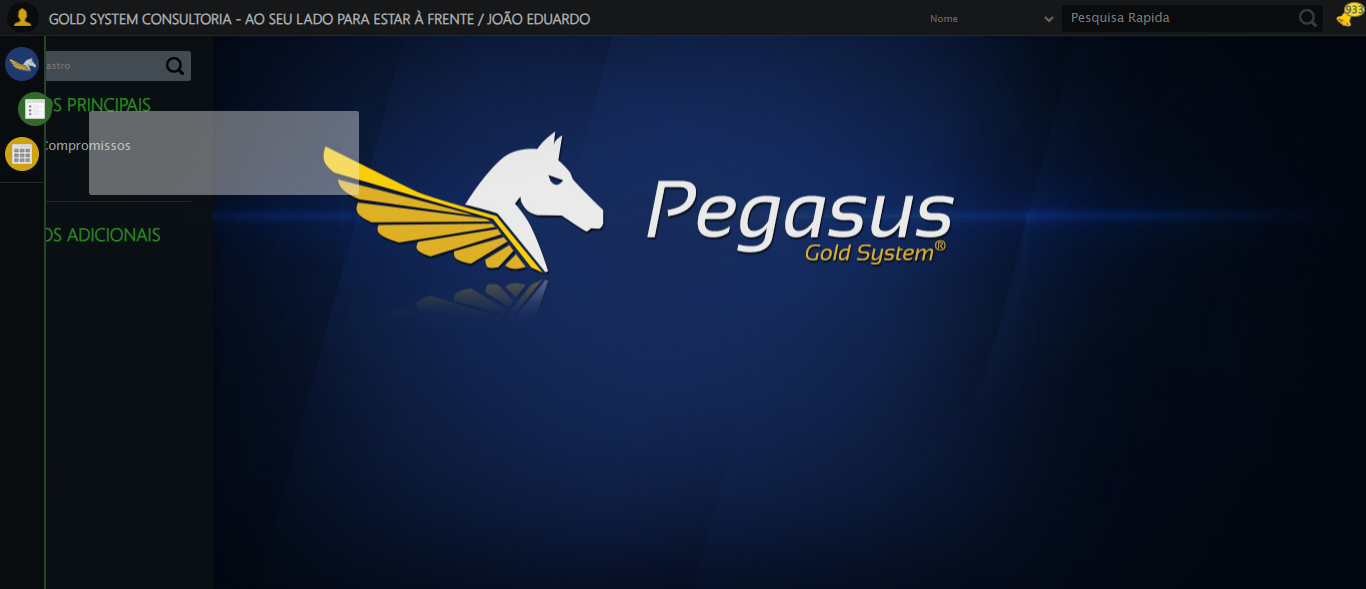 GOLD SYSTEM CONSULTORIA - AO SEU LADO PARA ESTAR À FRENTE / JOÃO EDUARDO
Nome
Pesquisa Rapida
933
astro
OS PRINCIPAIS
Compromissos
OS ADICIONAIS
Pegasus
Gold System®